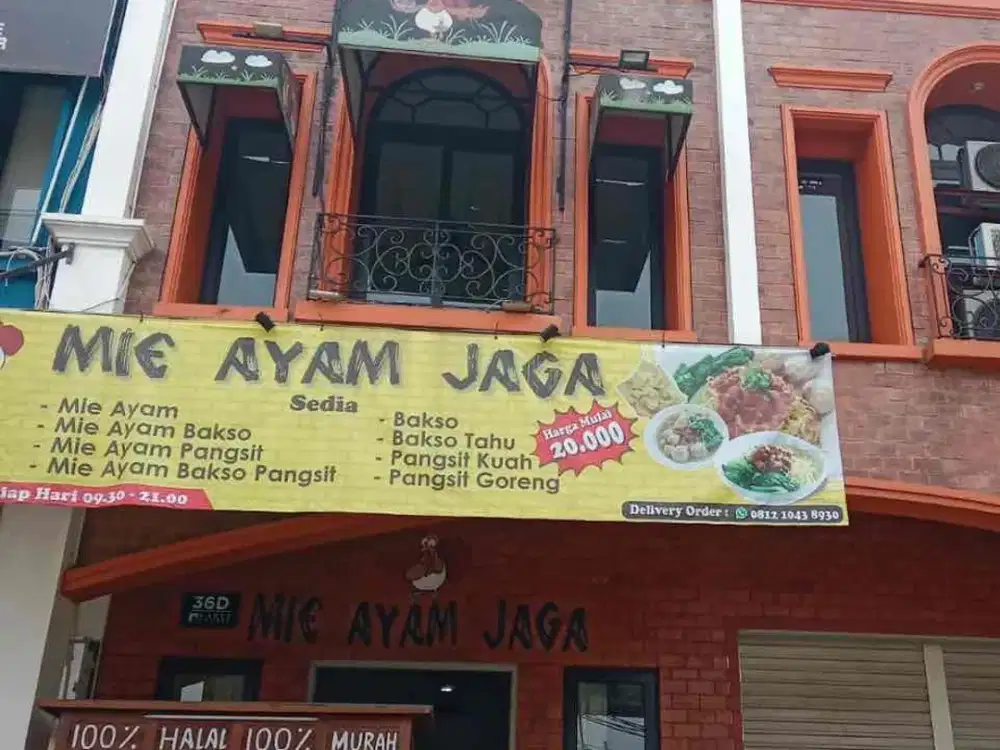 MIE AYAM JAGA
Sedia
- Mie Ayam
- Mie Ayam Bakso
- Mie Ayam Pangsit
- Mie Ayam Bakso Pangsit
- Bakso
- Bakso Tahu
- Pangsit Kuah
- Pangsit Goreng
Harga Mulai
20.000
iap Hari 09.30 - 21.00
Delivery Order : 0812 1043 8930
36D
MIE AYAM JAGA
100% HALAL 100% MURAH